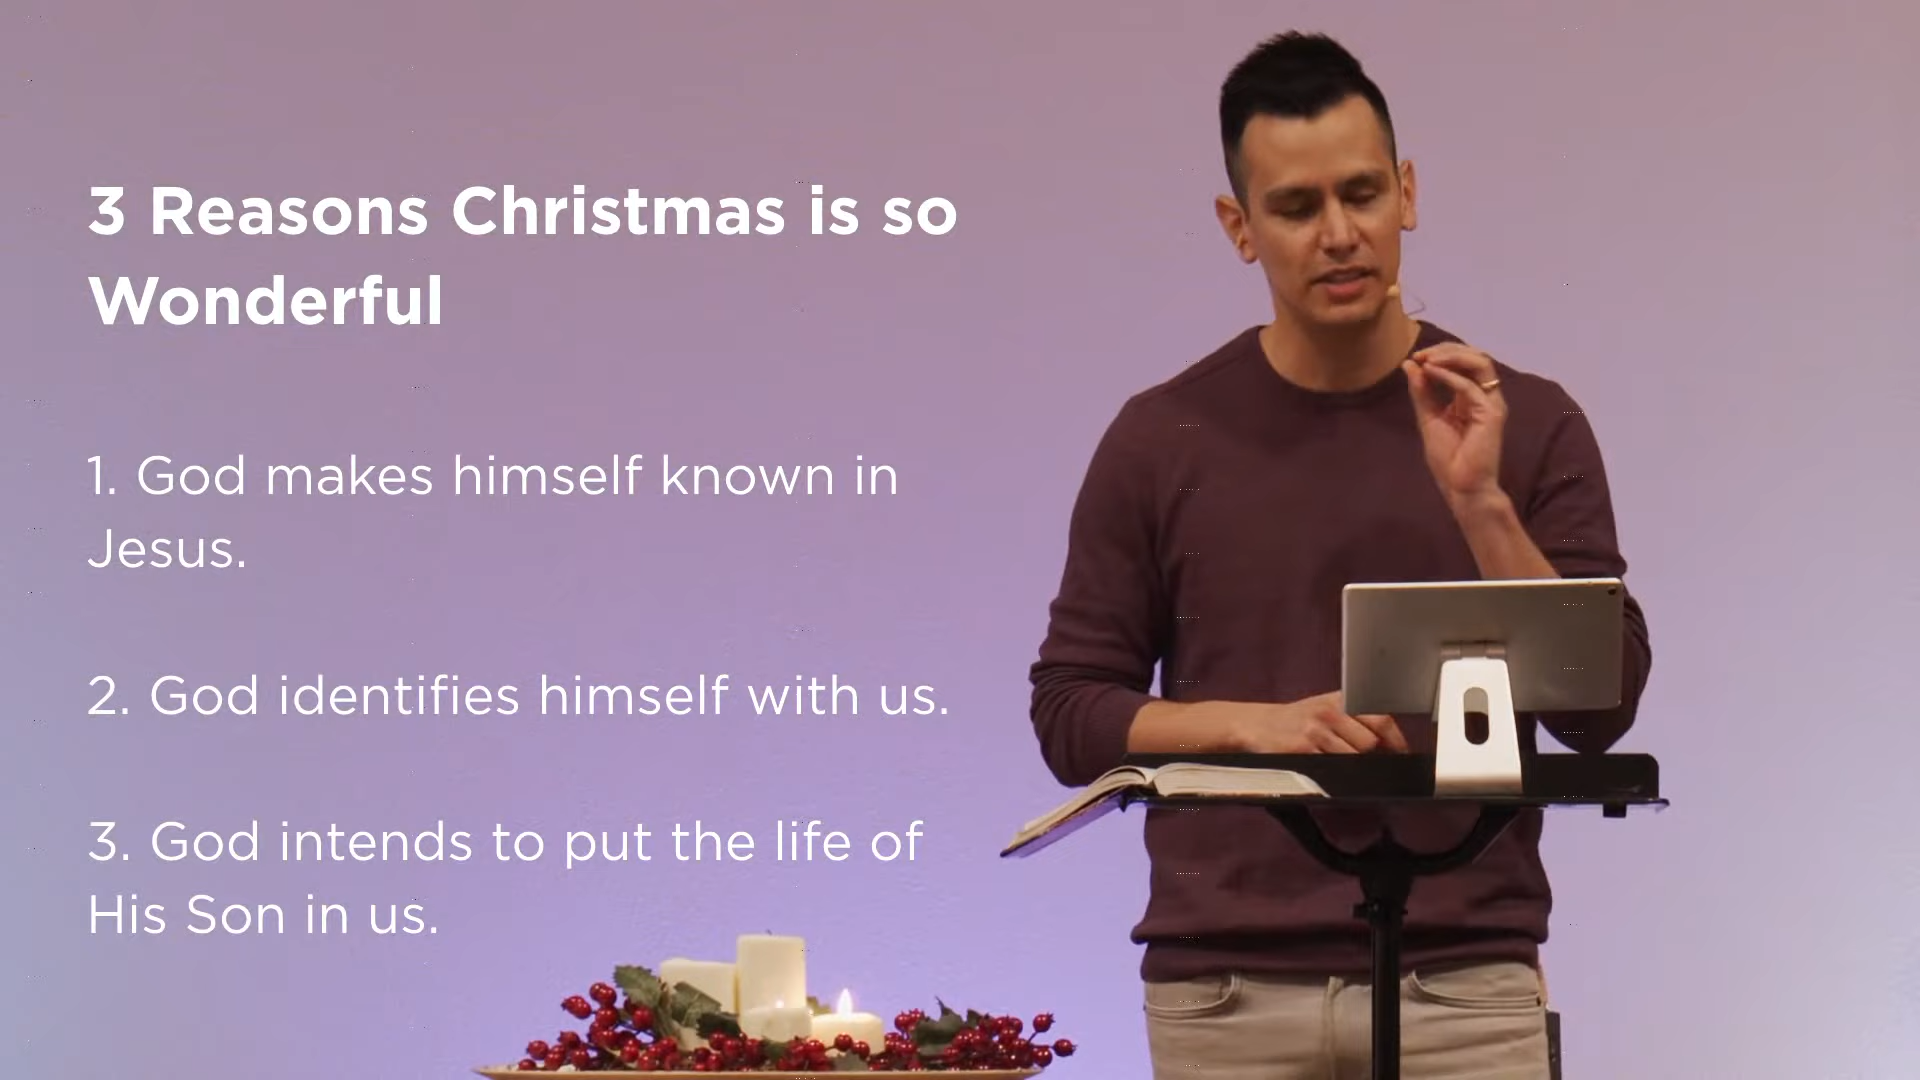 3 Reasons Christmas is so
Wonderful
1. God makes himself known in
Jesus.
2. God identifies himself with us.
3. God intends to put the life of
His Son in us.